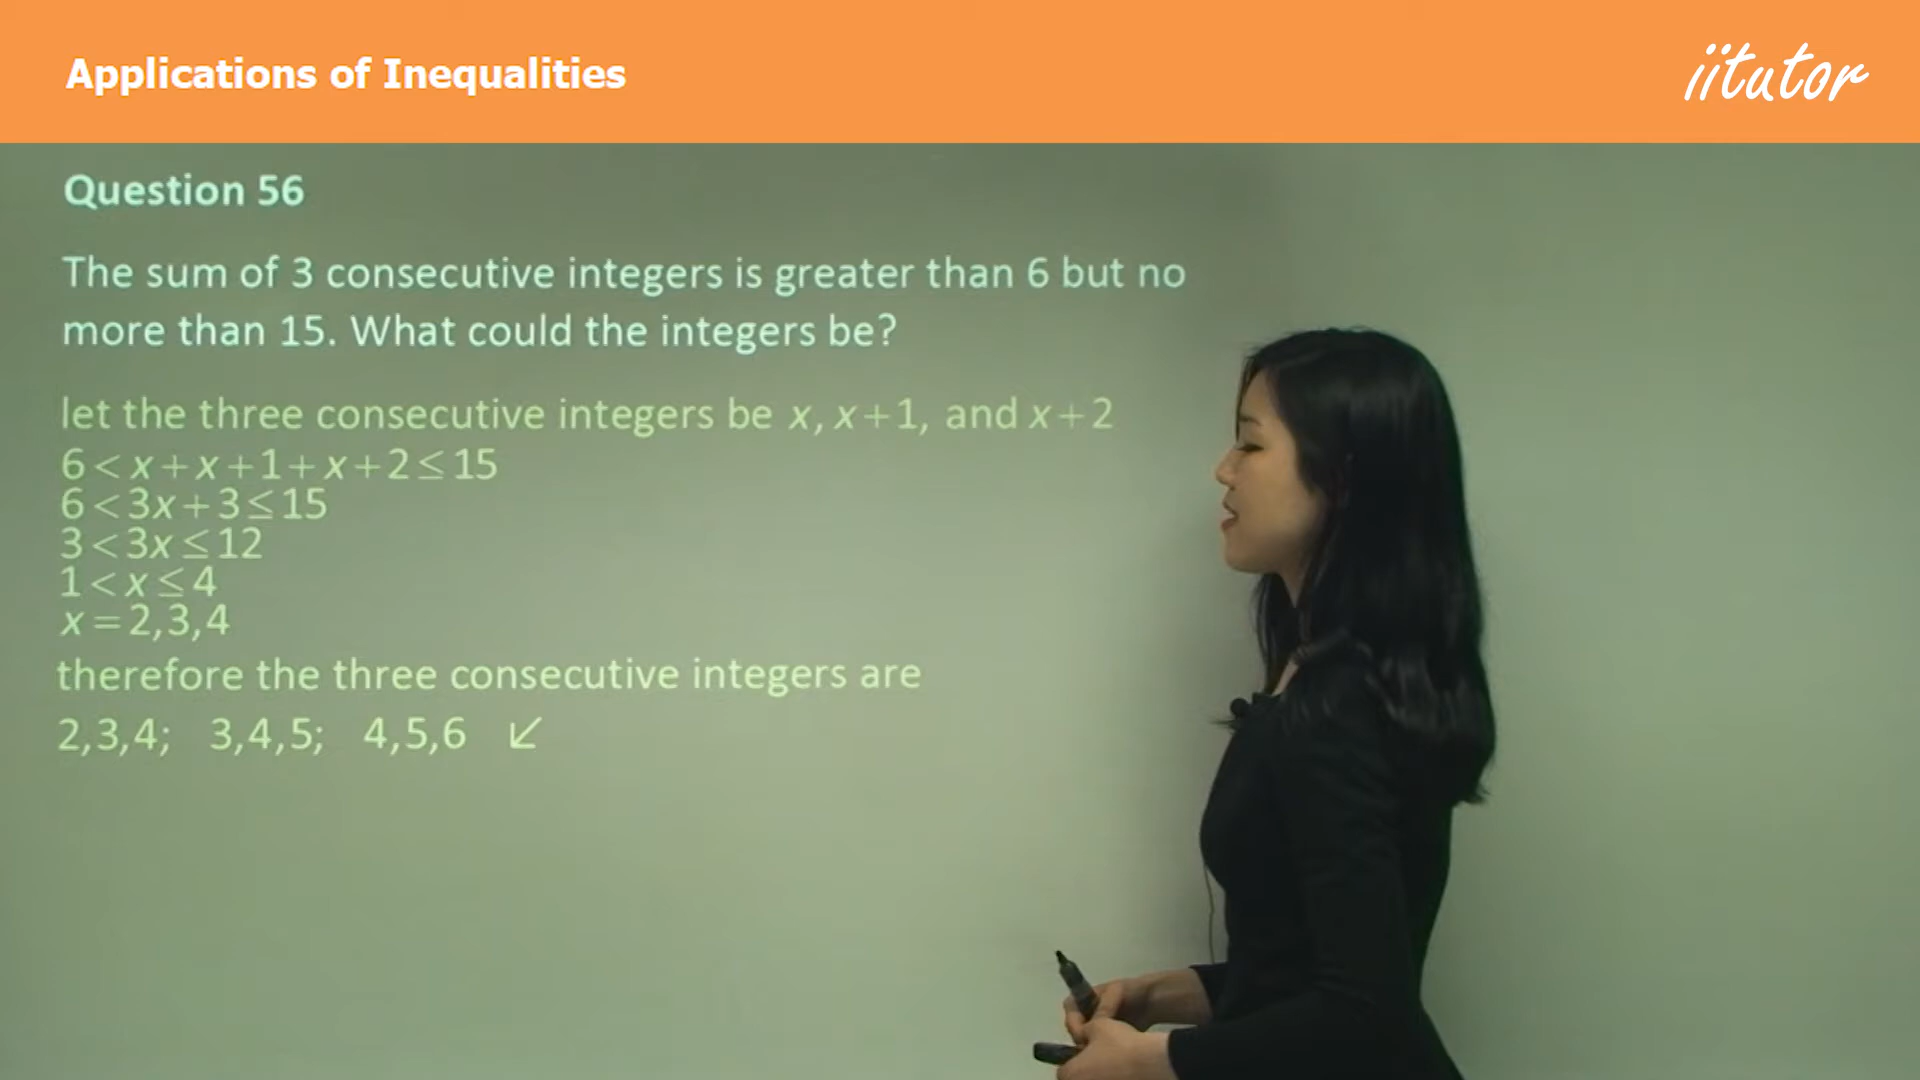 Applications of Inequalities
iitutor
Question 56
The sum of 3 consecutive integers is greater than 6 but no
more than 15. What could the integers be?
let the three consecutive integers be x, x+1, and x+2
6<x+x+1+x+2≤15
6<3x+3≤15
3<3x≤12
1<x≤4
x=2,3,4
therefore the three consecutive integers are
2,3,4; 3,4,5; 4,5,6 ↙